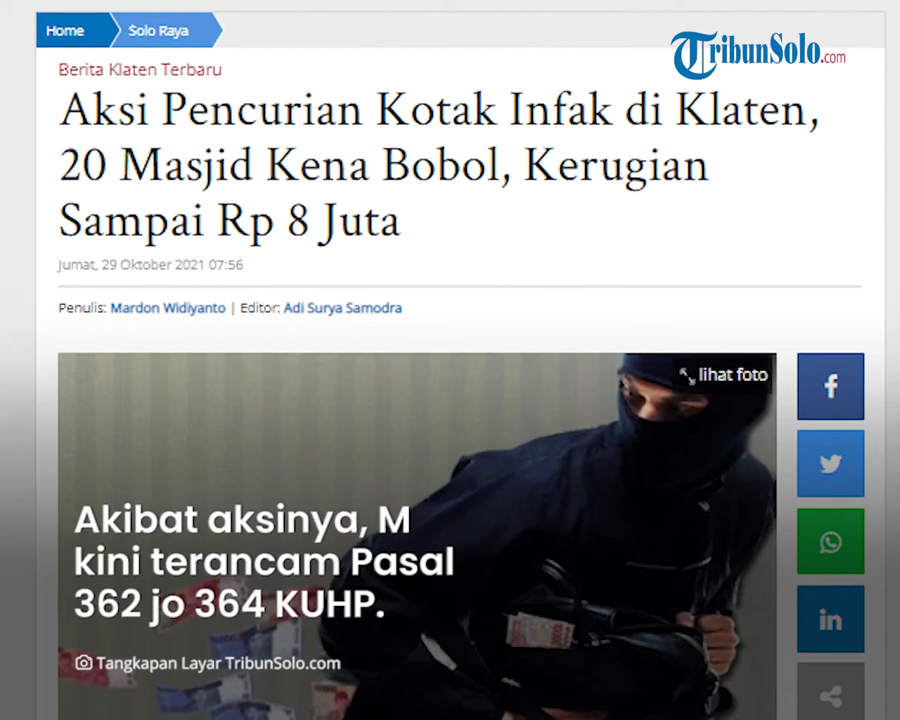 Home
Solo Raya
TribunSolo.com
Berita Klaten Terbaru
Aksi Pencurian Kotak Infak di Klaten,
20 Masjid Kena Bobol, Kerugian
Sampai Rp 8 Juta
Jumat, 29 Oktober 2021 07:56
Penulis: Mardon Widiyanto | Editor: Adi Surya Samodra
lihat foto
Akibat aksinya, M
kini terancam Pasal
362 jo 364 KUHP.
Tangkapan Layar TribunSolo.com